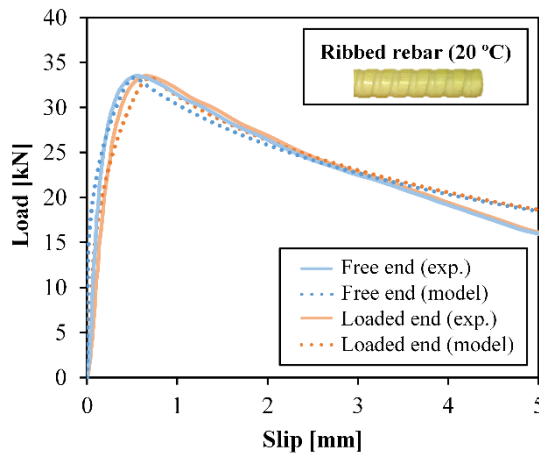 Ribbed rebar (20 ºC)
40
35
30
25
20
15
10
5
0
Load [kN]
Free end (exp.)
Free end (model)
Loaded end (exp.)
Loaded end (model)
0 1 2 3 4 5
Slip [mm]